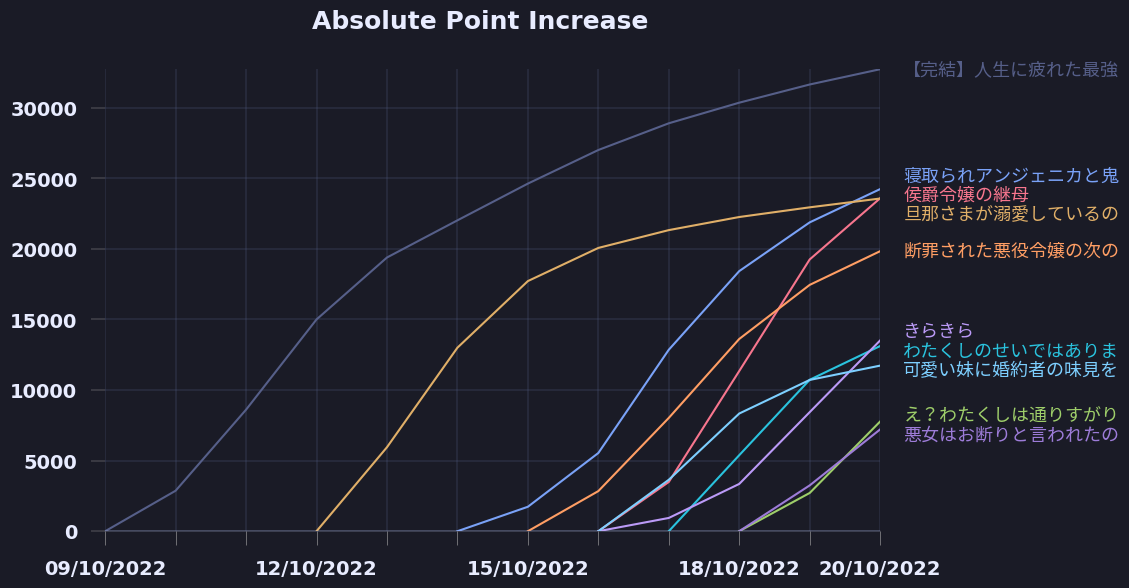 Absolute Point Increase
30000
25000
20000
15000
10000
5000
0
09/10/2022
12/10/2022
15/10/2022
18/10/2022
20/10/2022
【完結】人生に疲れた最強
寝取られアンジェニカと鬼
侯爵令嬢の継母
旦那さまが溺愛しているの
断罪された悪役令嬢の次の
きらきら
わたくしのせいではありま
可愛い妹に婚約者の味見を
え？わたくしは通りすがり
悪女はお断りと言われたの